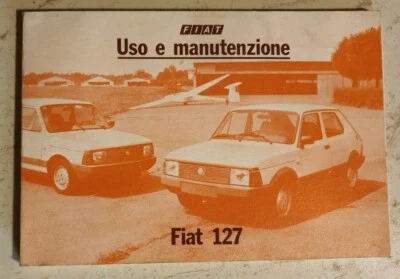 FIAT
Uso e manutenzione
Fiat 127